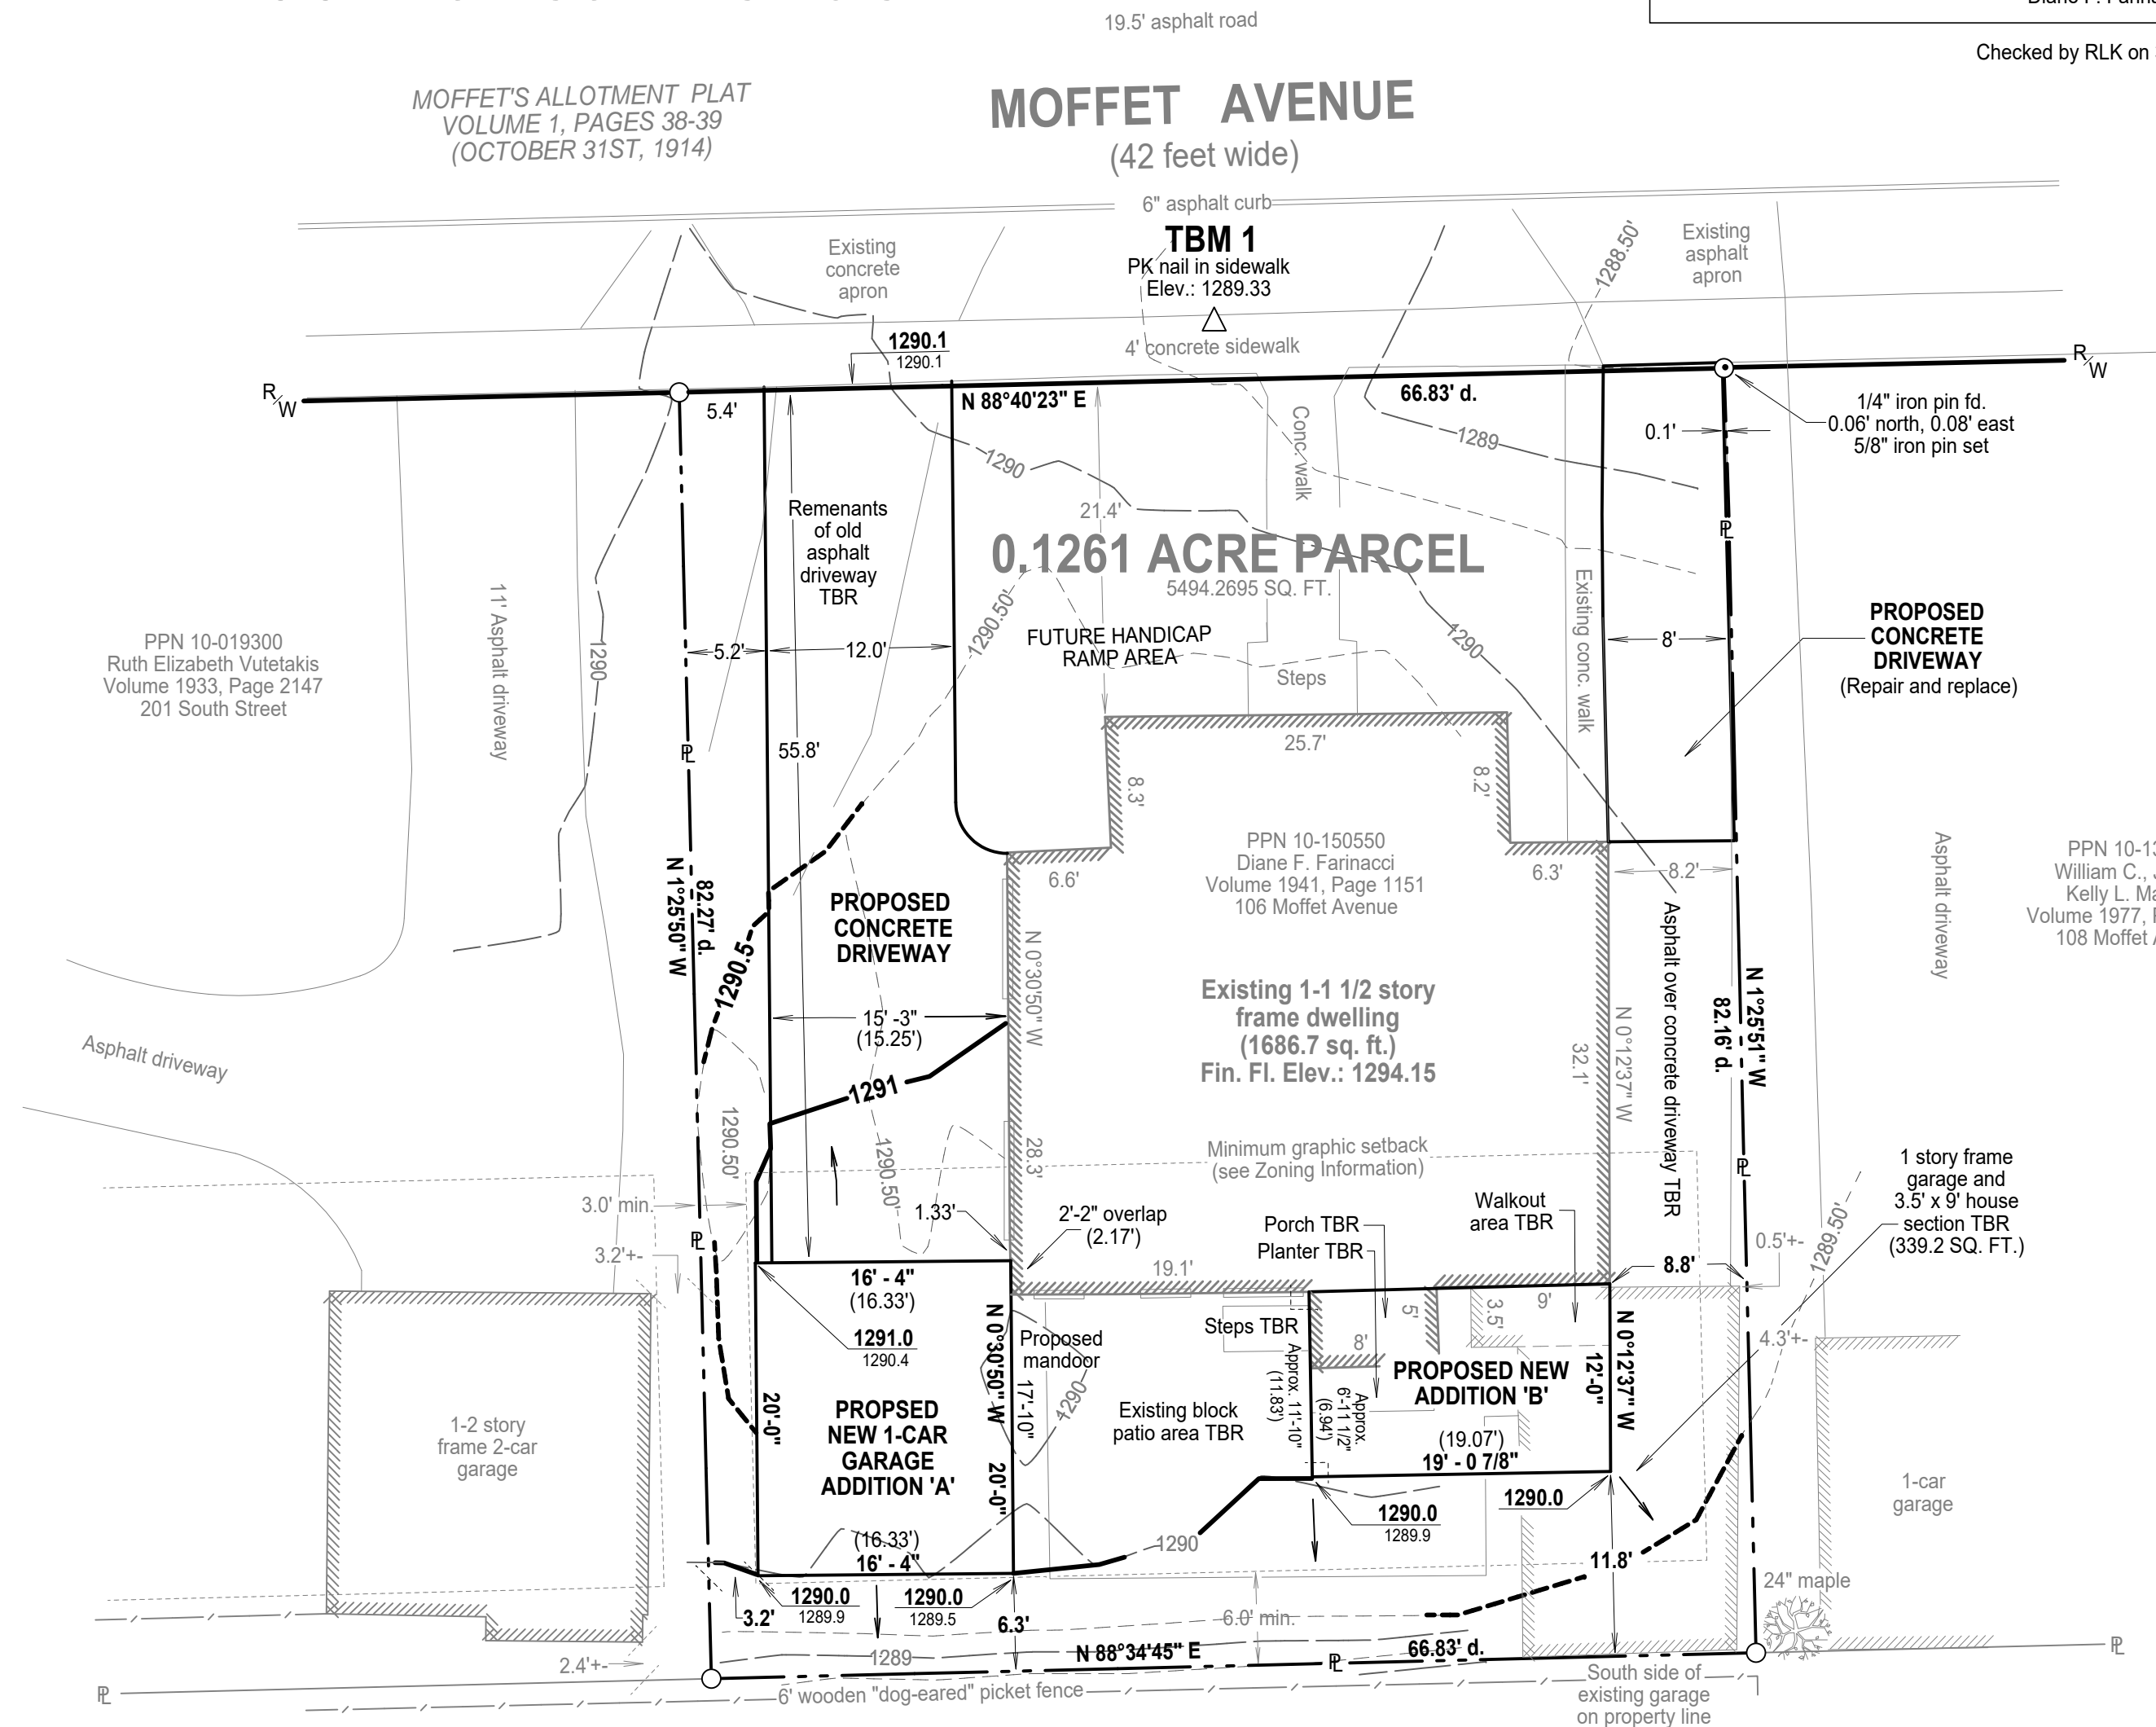 19.5' asphalt road
Checked by RLK on
MOFFET'S ALLOTMENT PLAT
VOLUME 1, PAGES 38-39
(OCTOBER 31ST, 1914)
MOFFET AVENUE
(42 feet wide)
6" asphalt curb
TBM 1
PK nail in sidewalk
Elev.: 1289.33
Existing
concrete
apron
1288.50'
Existing
asphalt
apron
1290.1
1290.1
4' concrete sidewalk
R/W
R/W
5.4'
N 88°40'23" E
66.83' d.
1/4" iron pin fd.
0.06' north, 0.08' east
5/8" iron pin set
0.1'
1289
1290
Conc. walk
21.4'
Remenants
of old
asphalt
driveway
TBR
0.1261 ACRE PARCEL
5494.2695 SQ. FT.
PL
11' Asphalt driveway
1290
1290.50'
FUTURE HANDICAP
RAMP AREA
1290
Existing conc. walk
8'
PROPOSED
CONCRETE
DRIVEWAY
(Repair and replace)
PPN 10-019300
Ruth Elizabeth Vutetakis
Volume 1933, Page 2147
201 South Street
5.2'
12.0'
Steps
PL
55.8'
25.7'
8.3'
8.2'
PPN 10-150550
Diane F. Farinacci
Volume 1941, Page 1151
106 Moffet Avenue
6.6'
6.3'
8.2'
Asphalt driveway
William C.,
Kelly L.
Volume 1977,
108 Moffet
N 1°25'50" W
82.27' d.
PROPOSED
CONCRETE
DRIVEWAY
N 0°30'50" W
1290.5
Existing 1-1 1/2 story
frame dwelling
(1686.7 sq. ft.)
Fin. Fl. Elev.: 1294.15
Asphalt over concrete driveway TBR
N 1°25'51" W
82.16' d.
15' -3"
(15.25')
Asphalt driveway
N 0°12'37" W
32.1'
1291
1290.50'
1290.50'
28.3'
Minimum graphic setback
(see Zoning Information)
PL
1 story frame
garage and
3.5' x 9' house
section TBR
(339.2 SQ. FT.)
3.0' min.
1.33'
2'-2" overlap
(2.17')
Porch TBR
Planter TBR
Walkout
area TBR
PL
3.2'+-
0.5'+-
1289.50'
19.1'
8.8'
16' - 4"
(16.33')
9'
3.5'
5'
8'
4.3'+-
1291.0
1290.4
N 0°30'50" W
Proposed
mandoor
Steps TBR
1290
17'-10"
Approx. 11'-10"
(11.83')
Approx.
6'-11 1/2"
(6.94')
PROPOSED NEW
ADDITION 'B'
12'-0"
N 0°12'37" W
20'-0"
PROPSED
NEW 1-CAR
GARAGE
ADDITION 'A'
20'-0"
Existing block
patio area TBR
(19.07')
19' - 0 7/8"
1-2 story
frame 2-car
garage
1-car
garage
1290.0
1289.9
1290.0
(16.33')
16' - 4"
1290
11.8'
24" maple
1290.0
1289.9
1290.0
1289.5
3.2'
6.3'
6.0' min.
1289
N 88°34'45" E
PL
66.83' d.
2.4'+-
PL
PL
6' wooden "dog-eared" picket fence
South side of
existing garage
on property line